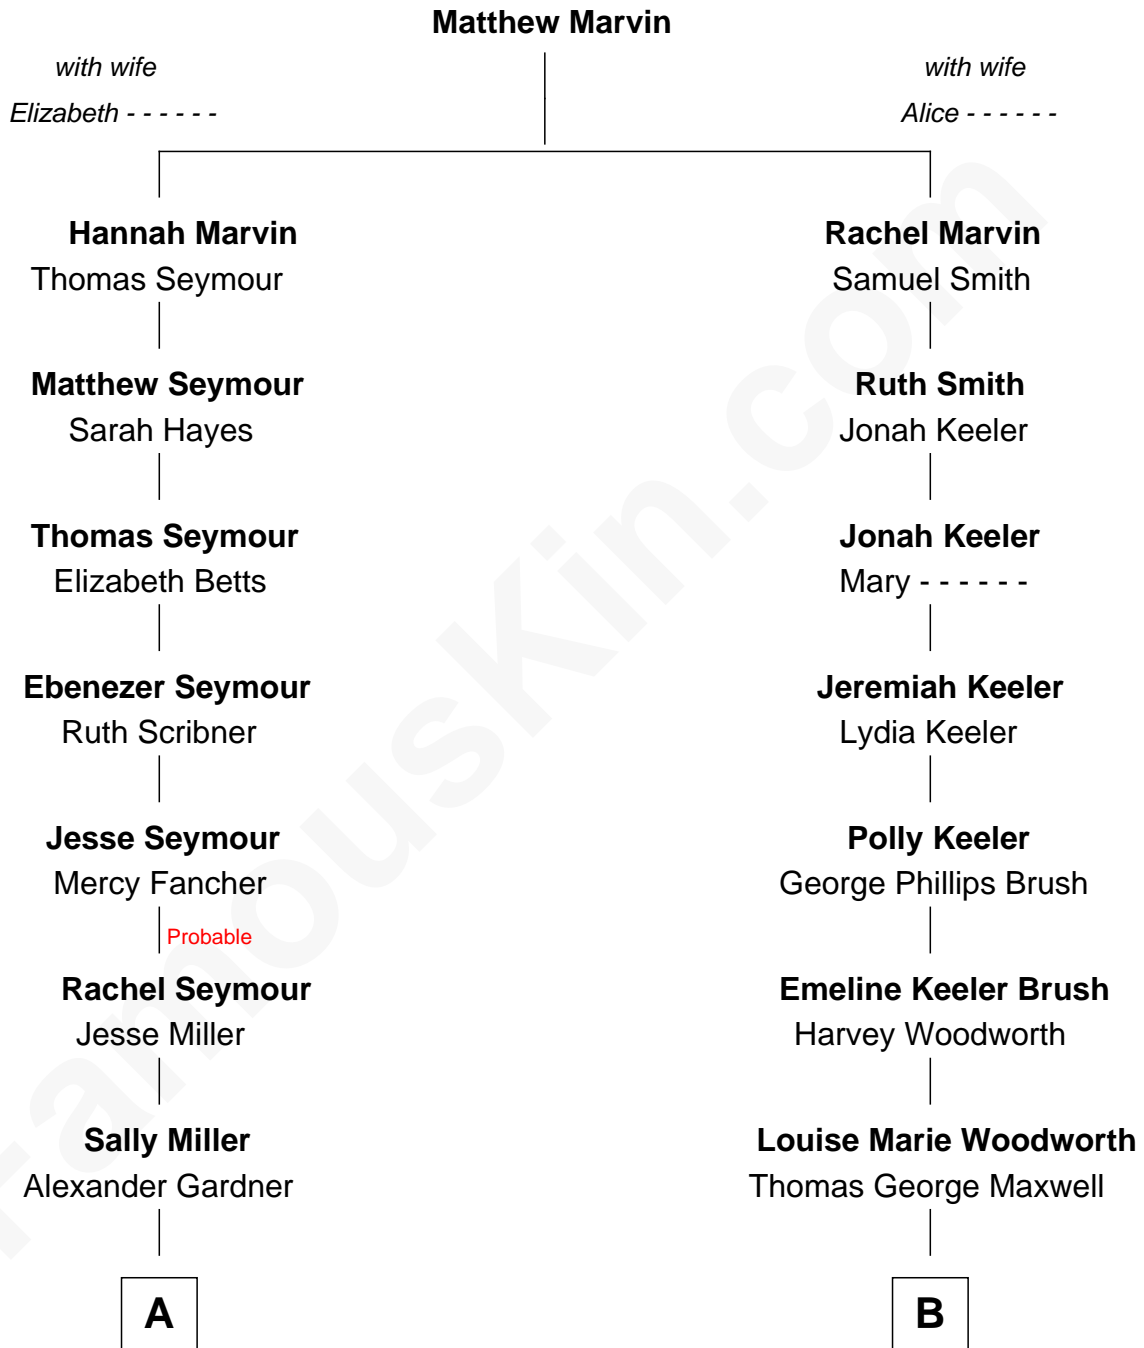 Matthew Marvin
with wife
Elizabeth - - - - - -
with wife
Alice - - - - - -
Hannah Marvin
Thomas Seymour
Rachel Marvin
Samuel Smith
Matthew Seymour
Sarah Hayes
Ruth Smith
Jonah Keeler
Thomas Seymour
Elizabeth Betts
Jonah Keeler
Mary - - - - - -
Ebenezer Seymour
Ruth Scribner
Jeremiah Keeler
Lydia Keeler
Jesse Seymour
Mercy Fancher
Polly Keeler
George Phillips Brush
Probable
Rachel Seymour
Jesse Miller
Emeline Keeler Brush
Harvey Woodworth
Sally Miller
Alexander Gardner
Louise Marie Woodworth
Thomas George Maxwell
A
B
FamousKin.com